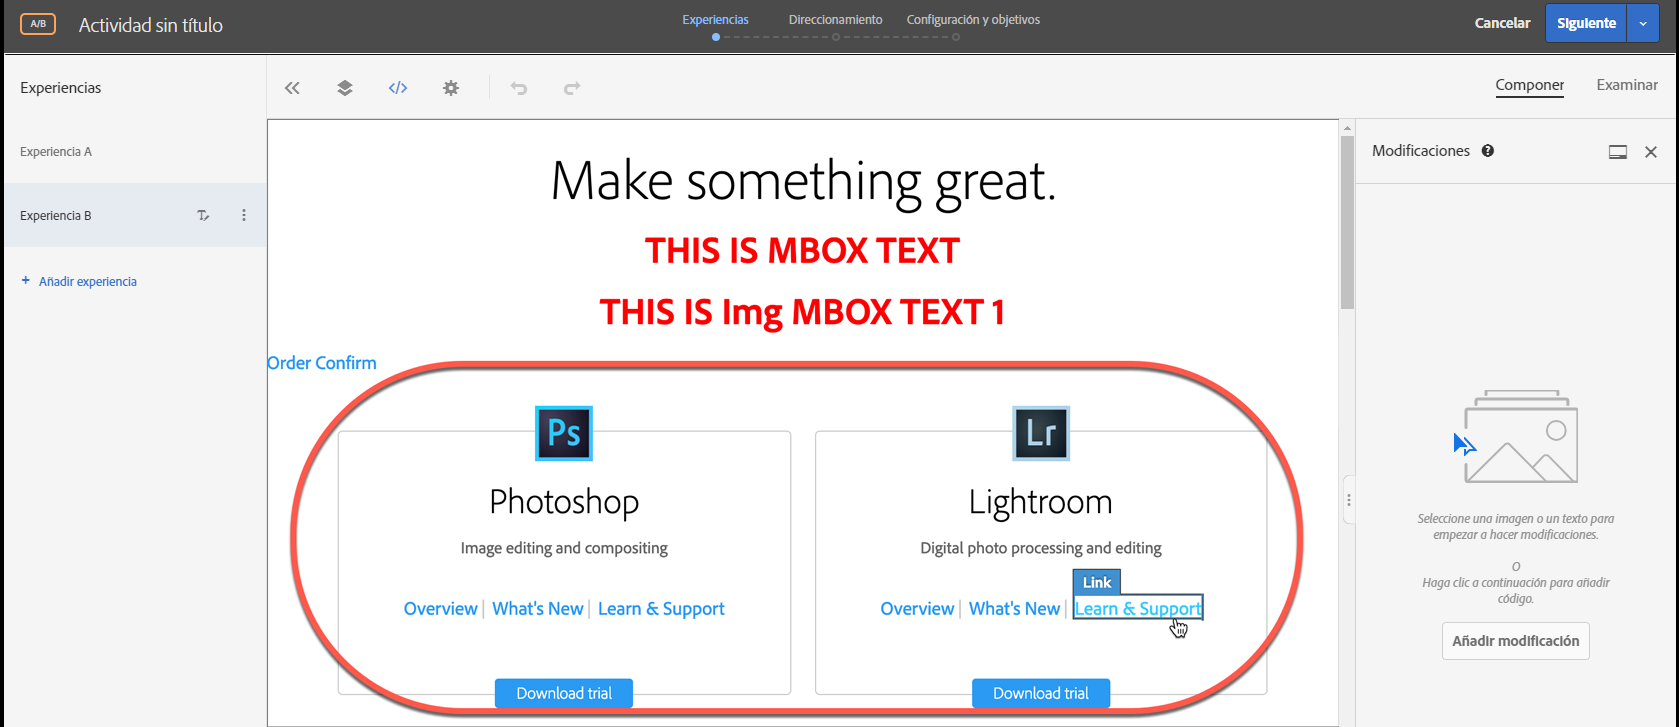 A/B
Actividad sin título
Experiencias
Direccionamiento
Configuración y objetivos
Cancelar
Siguiente
Experiencias
</>
Componer
Examinar
Experiencia A
Experiencia B
+ Añadir experiencia
Make something great.
THIS IS MBOX TEXT
THIS IS Img MBOX TEXT 1
Order Confirm
Ps
Photoshop
Image editing and compositing
Overview | What's New | Learn & Support
Download trial
Lr
Lightroom
Digital photo processing and editing
Link
Overview | What's New | Learn & Support
Download trial
Modificaciones ?
Seleccione una imagen o un texto para
empezar a hacer modificaciones.
O
Haga clic a continuación para añadir
código.
Añadir modificación